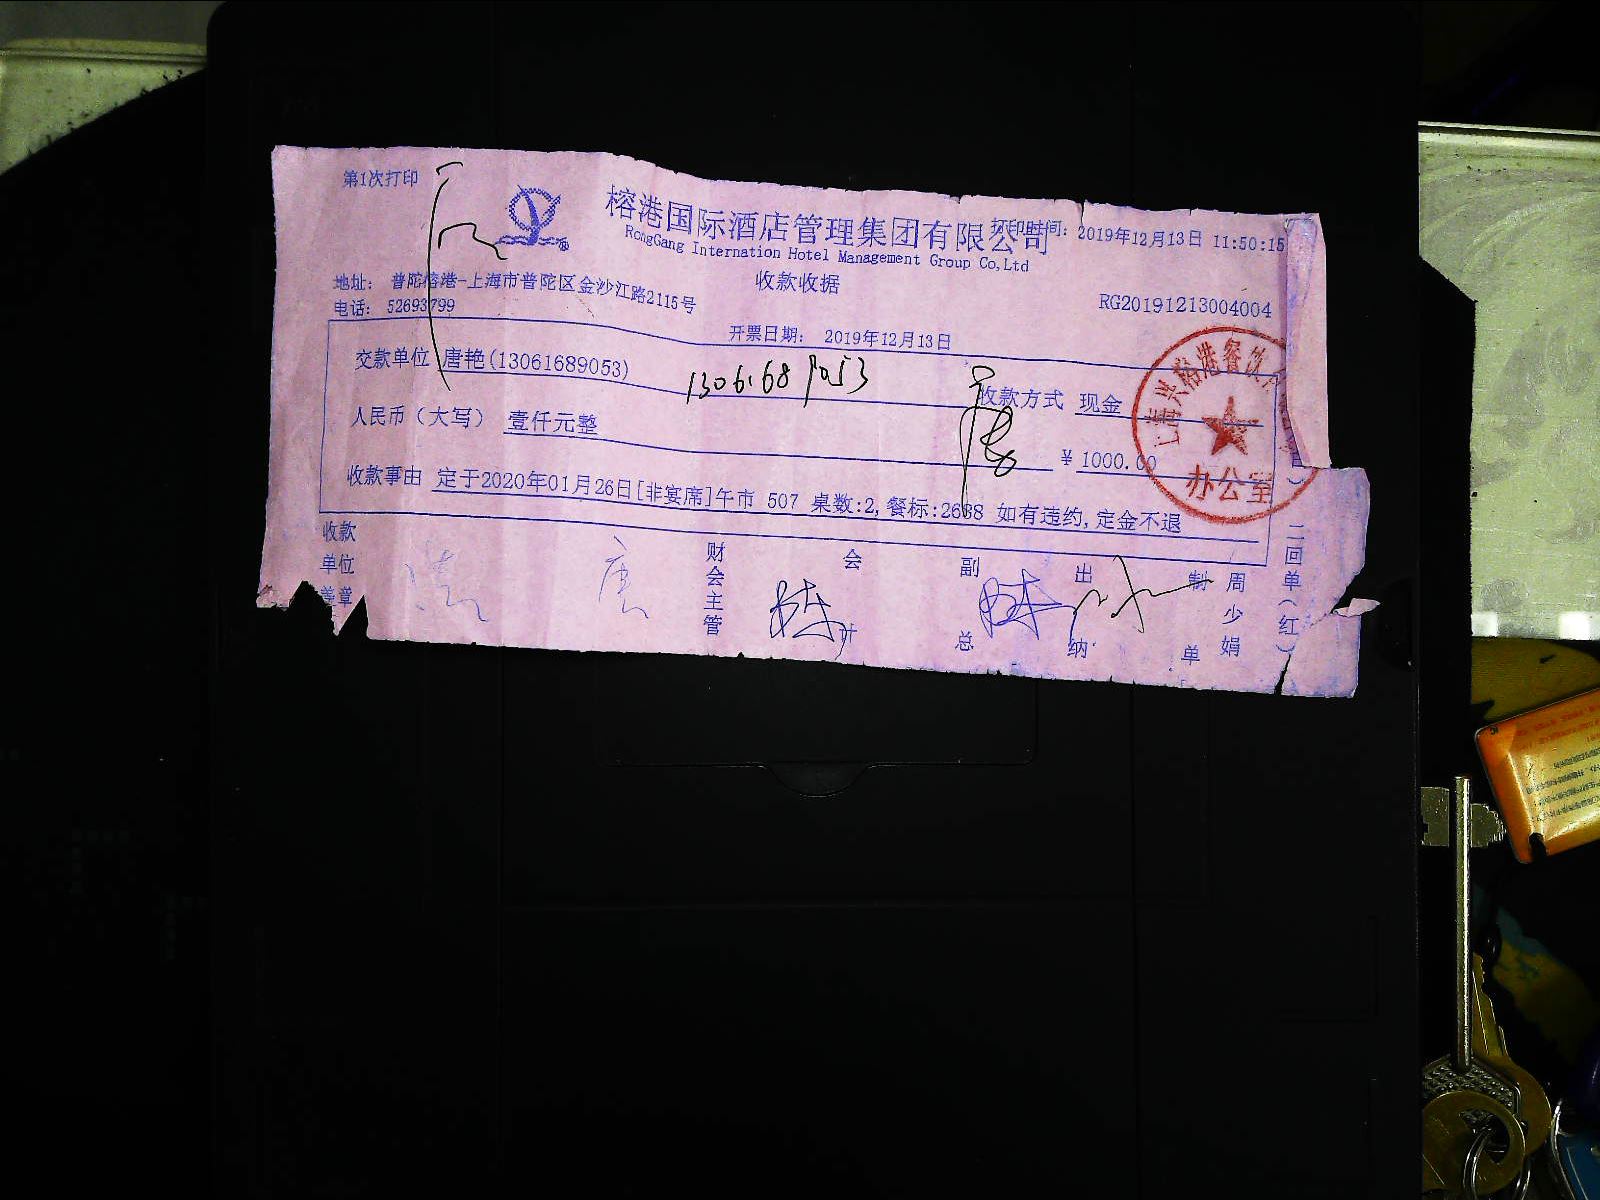 第1次打印
榕港国际酒店管理集团有限公司
打印时间: 2019年12月13日 11:50:15
RongGang Internation Hotel Management Group Co,Ltd
收款收据
地址: 普陀榕港-上海市普陀区金沙江路2115号
电话: 52693799
RG20191213004004
开票日期: 2019年12月13日
交款单位 唐艳(13061689053)
收款方式 现金
人民币（大写） 壹仟元整
¥ 1000.00
收款事由 定于2020年01月26日[非宴席]午市 507 桌数:2,餐标:2688 如有违约,定金不退
办公室
收款单位盖章
唐
财会主管
会计
副总
出纳
制单
周少娟
二回单(红)